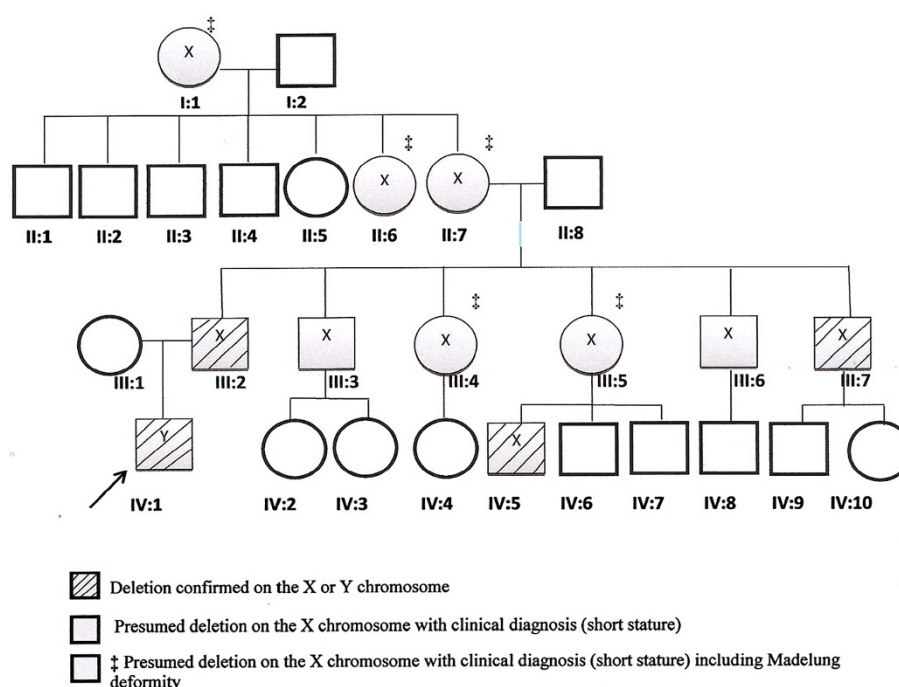 ‡
X
I:1 I:2
‡ ‡
X X
II:1 II:2 II:3 II:4 II:5 II:6 II:7 II:8
‡ ‡
X X X X X X
III:1 III:2 III:3 III:4 III:5 III:6 III:7
Y X
IV:1 IV:2 IV:3 IV:4 IV:5 IV:6 IV:7 IV:8 IV:9 IV:10
Deletion confirmed on the X or Y chromosome
Presumed deletion on the X chromosome with clinical diagnosis (short stature)
‡ Presumed deletion on the X chromosome with clinical diagnosis (short stature) including Madelung
deformity